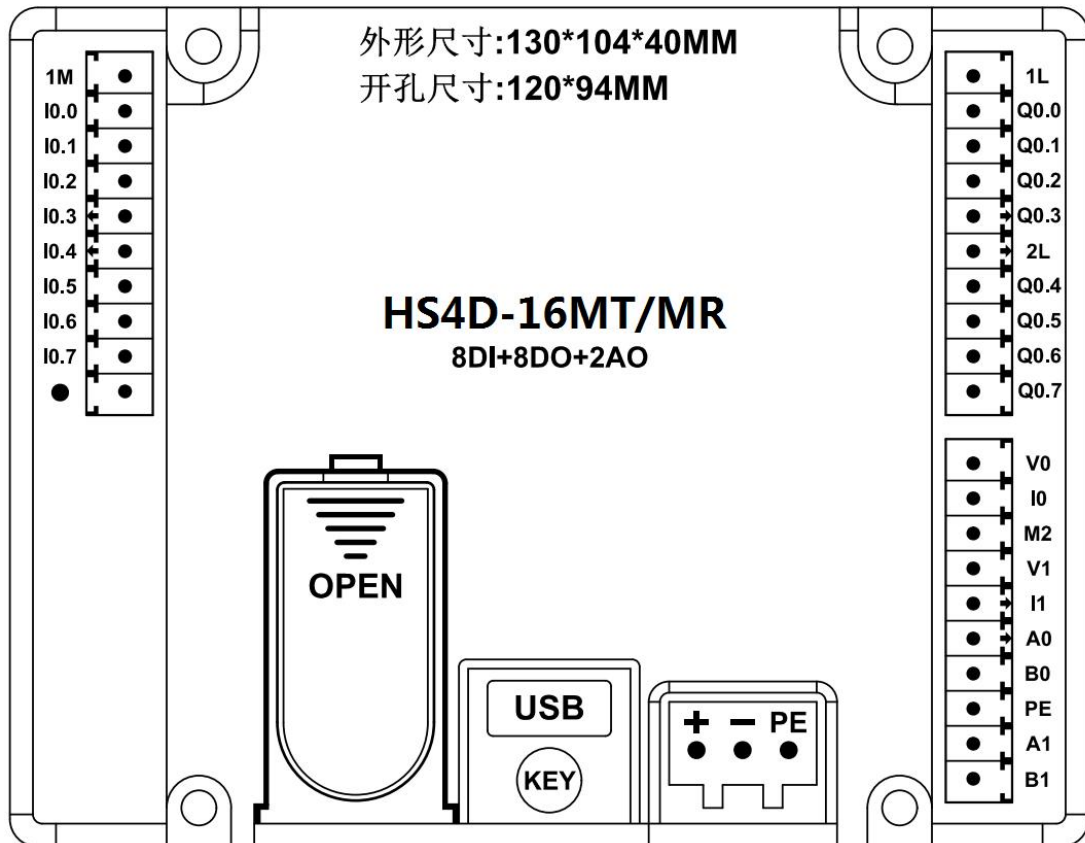 外形尺寸:130*104*40MM
开孔尺寸:120*94MM
1M
I0.0
I0.1
I0.2
I0.3
I0.4
I0.5
I0.6
I0.7
HS4D-16MT/MR
8DI+8DO+2AO
1L
Q0.0
Q0.1
Q0.2
Q0.3
2L
Q0.4
Q0.5
Q0.6
Q0.7
V0
I0
M2
V1
I1
A0
B0
PE
A1
B1
OPEN
USB
KEY
+ − PE